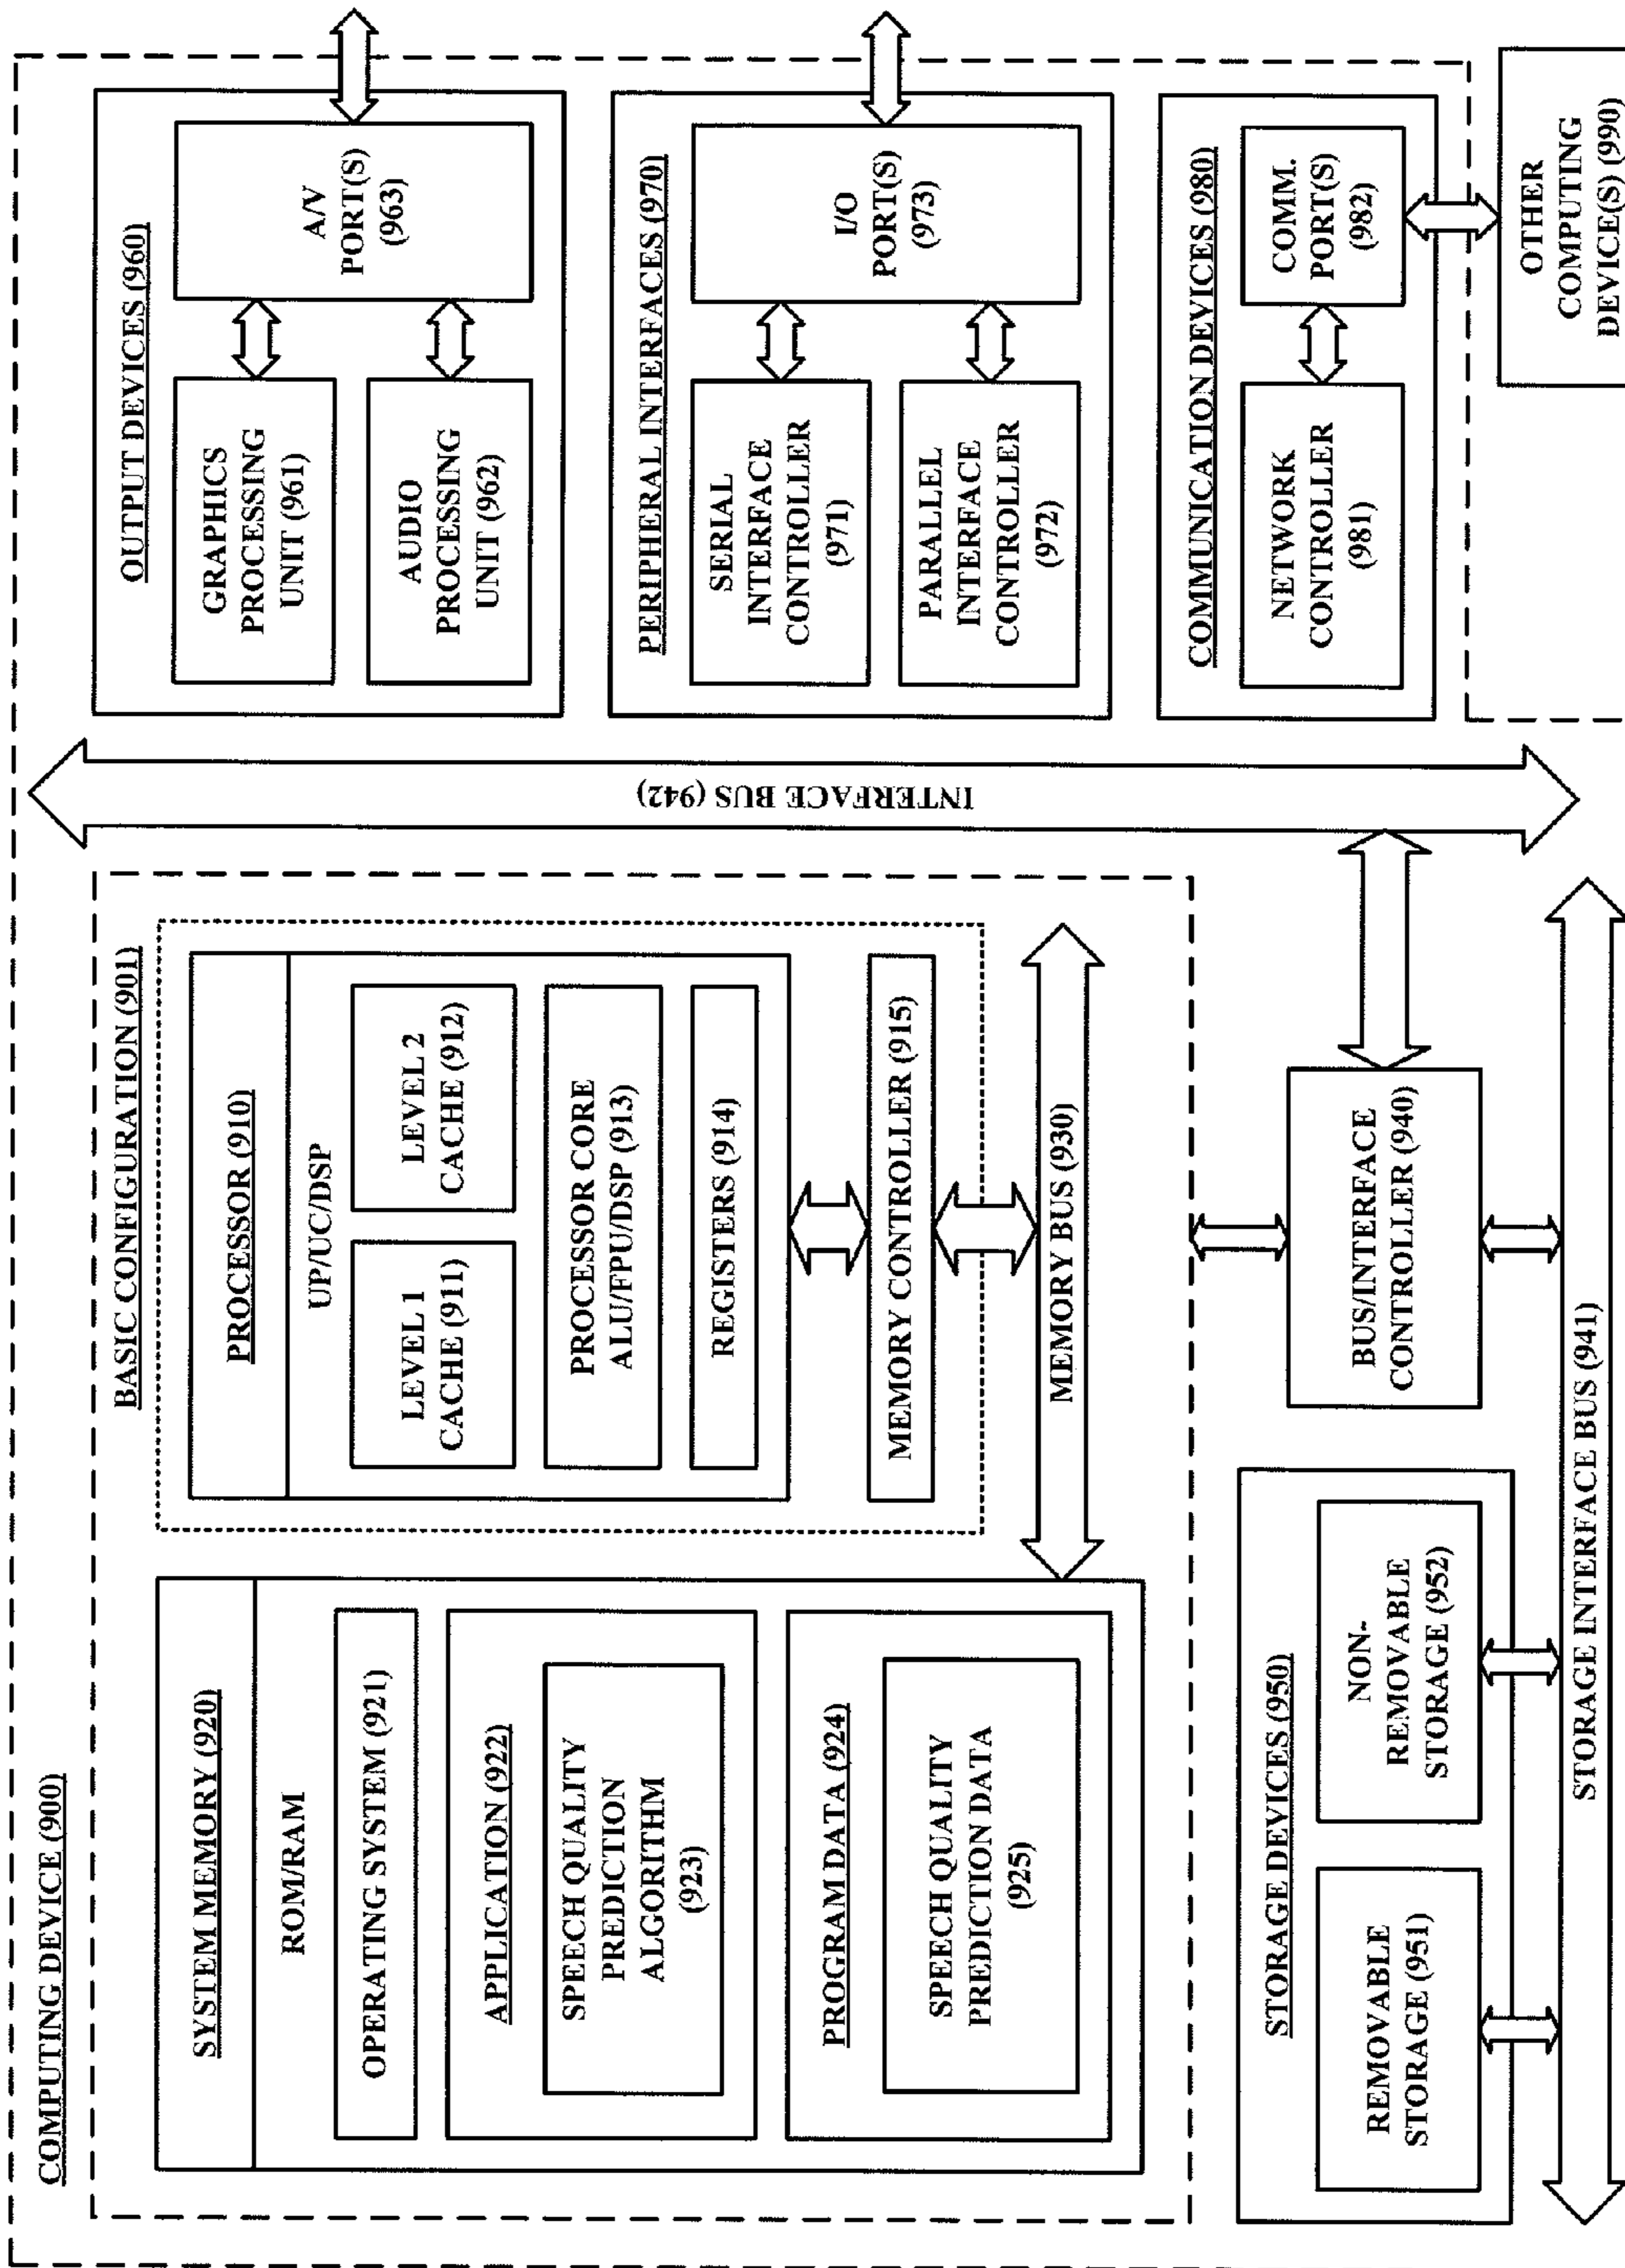 COMPUTING DEVICE (900)
BASIC CONFIGURATION (901)
SYSTEM MEMORY (920)
ROM/RAM
OPERATING SYSTEM (921)
APPLICATION (922)
SPEECH QUALITY
PREDICTION
ALGORITHM
(923)
PROGRAM DATA (924)
SPEECH QUALITY
PREDICTION DATA
(925)
PROCESSOR (910)
UP/UC/DSP
LEVEL 1
CACHE (911)
LEVEL 2
CACHE (912)
PROCESSOR CORE
ALU/FPU/DSP (913)
REGISTERS (914)
MEMORY CONTROLLER (915)
MEMORY BUS (930)
STORAGE DEVICES (950)
REMOVABLE
STORAGE (951)
NON-
REMOVABLE
STORAGE (952)
BUS/INTERFACE
CONTROLLER (940)
STORAGE INTERFACE BUS (941)
INTERFACE BUS (942)
OUTPUT DEVICES (960)
GRAPHICS
PROCESSING
UNIT (961)
AUDIO
PROCESSING
UNIT (962)
A/V
PORT(S)
(963)
PERIPHERAL INTERFACES (970)
SERIAL
INTERFACE
CONTROLLER
(971)
PARALLEL
INTERFACE
CONTROLLER
(972)
I/O
PORT(S)
(973)
COMMUNICATION DEVICES (980)
NETWORK
CONTROLLER
(981)
COMM.
PORT(S)
(982)
OTHER
COMPUTING
DEVICE(S) (990)